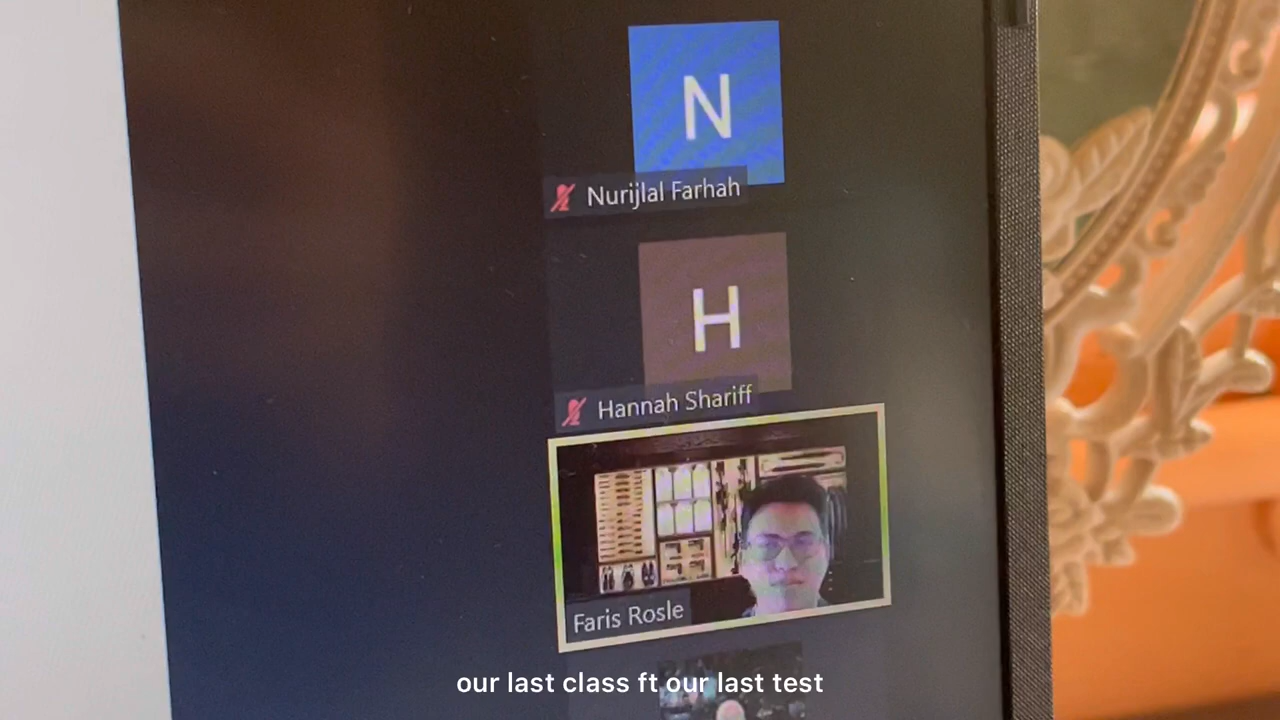 N
Nurijlal Farhah
H
Hannah Shariff
Faris Rosle
our last class ft our last test